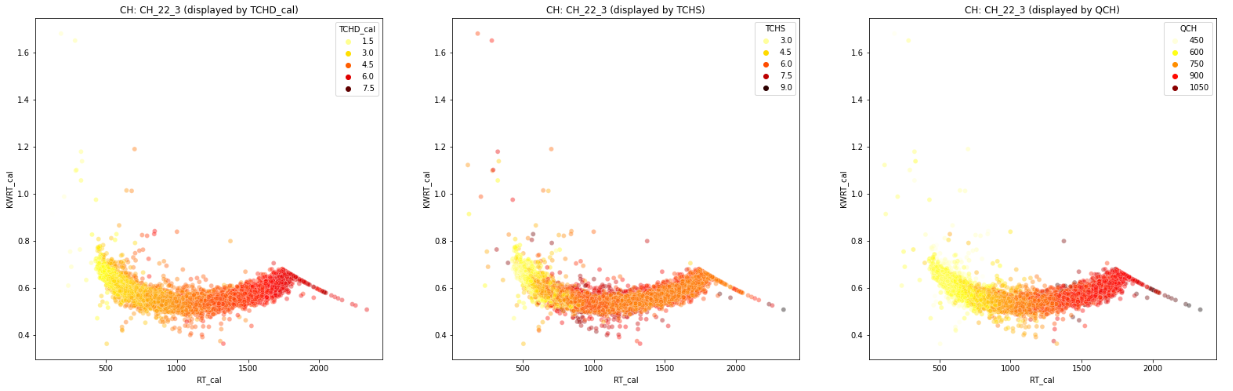 CH: CH_22_3 (displayed by TCHD_cal)
KWRT_cal
1.6
1.4
1.2
1.0
0.8
0.6
0.4
500 1000 1500 2000
RT_cal
TCHD_cal
1.5
3.0
4.5
6.0
7.5
CH: CH_22_3 (displayed by TCHS)
KWRT_cal
1.6
1.4
1.2
1.0
0.8
0.6
0.4
500 1000 1500 2000
RT_cal
TCHS
3.0
4.5
6.0
7.5
9.0
CH: CH_22_3 (displayed by QCH)
KWRT_cal
1.6
1.4
1.2
1.0
0.8
0.6
0.4
500 1000 1500 2000
RT_cal
QCH
450
600
750
900
1050